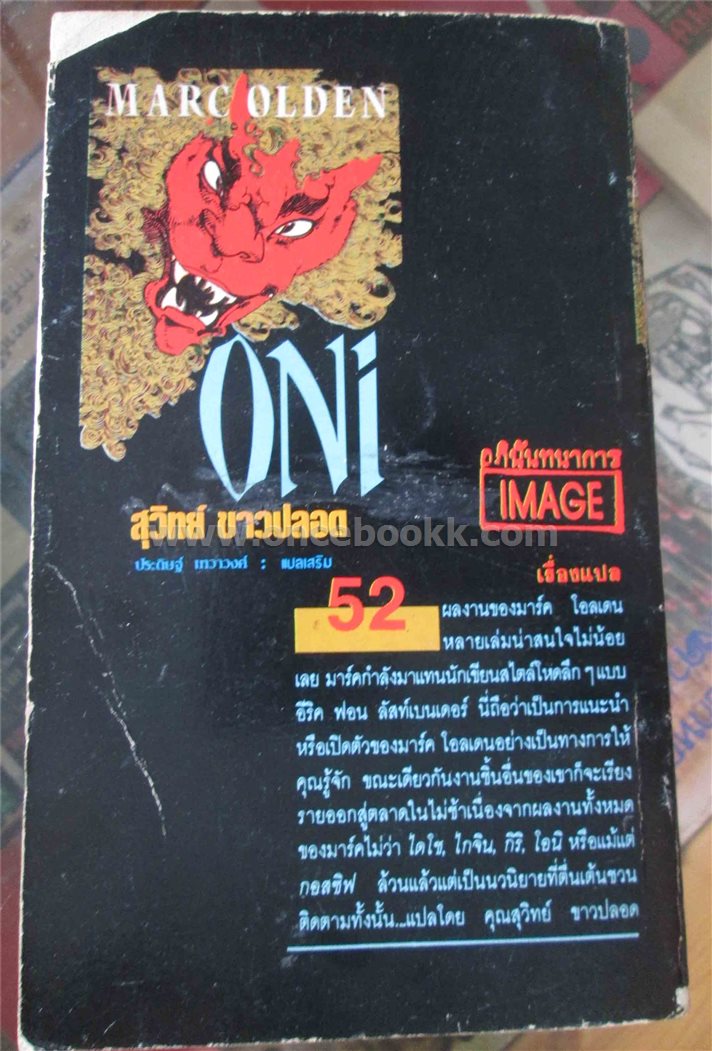 MARC OLDEN
ONi
อภินันทนาการ
IMAGE
สุวิทย์ ขาวปลอด
ประดิษฐ์ เทวาวงศ์ : แปลเสริม
เรื่องแปล
52
ผลงานของมาร์ค โอลเดน
หลายเล่มน่าสนใจไม่น้อย
เลย มาร์คกำลังมาแทนนักเขียนสไตล์โหดลึก ๆ แบบ
อีริค ฟอน ลัสท์เบนเดอร์ นี่ถือว่าเป็นการแนะนำ
หรือเปิดตัวของมาร์ค โอลเดนอย่างเป็นทางการให้
คุณรู้จัก ขณะเดียวกันงานชิ้นอื่นของเขาก็จะเรียง
รายออกสู่ตลาดในไม่ช้าเนื่องจากผลงานทั้งหมด
ของมาร์คไม่ว่า ไดโช, ไกจิน, กิริ, โอนิ หรือแม้แต่
กอสซิฟ ล้วนแล้วแต่เป็นนวนิยายที่ตื่นเต้นชวน
ติดตามทั้งนั้น...แปลโดย คุณสุวิทย์ ขาวปลอด